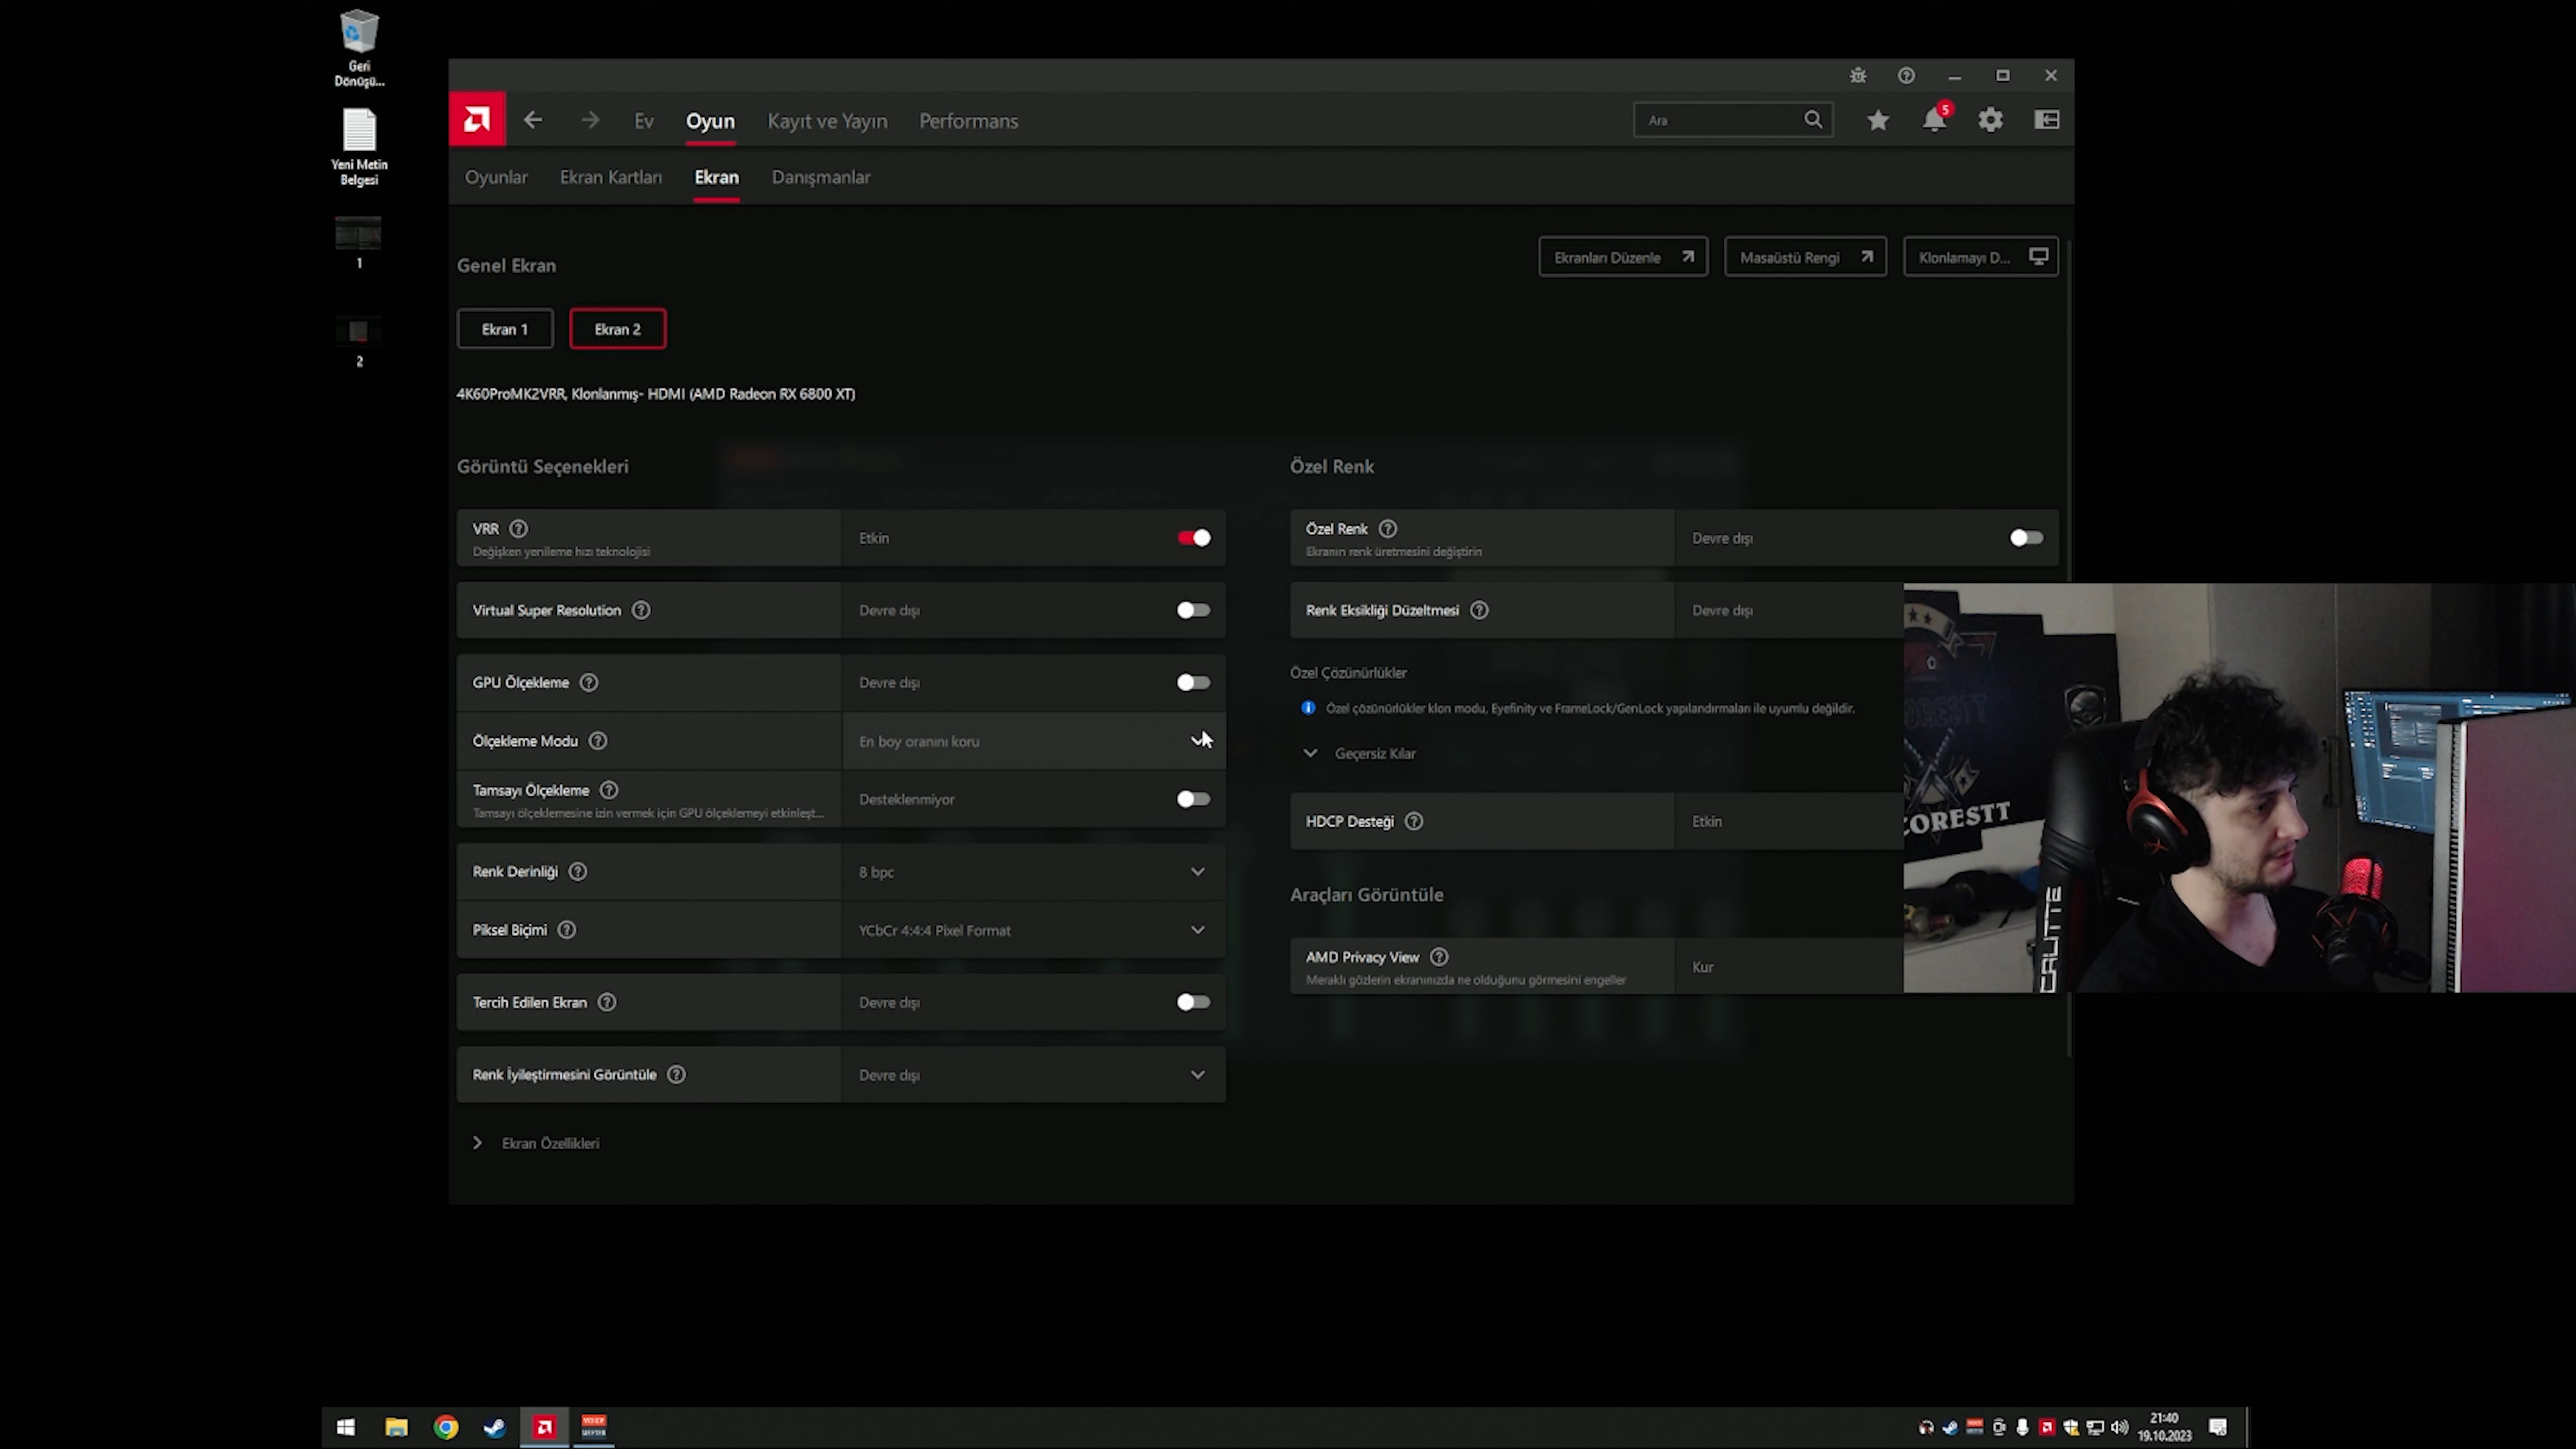 Geri
Dönüşü...
Yeni Metin
Belgesi
1
2
Ev
Oyun
Kayıt ve Yayın
Performans
Ara
5
Oyunlar
Ekran Kartları
Ekran
Danışmanlar
Genel Ekran
Ekranları Düzenle
Masaüstü Rengi
Klonlamayı D...
Ekran 1
Ekran 2
4K60ProMK2VRR, Klonlanmış- HDMI (AMD Radeon RX 6800 XT)
Görüntü Seçenekleri
VRR
Değişken yenileme hızı teknolojisi
Etkin
Virtual Super Resolution
Devre dışı
GPU Ölçekleme
Devre dışı
Ölçekleme Modu
En boy oranını koru
Tamsayı Ölçekleme
Tamsayı ölçeklemesine izin vermek için GPU ölçeklemeyi etkinleşt...
Desteklenmiyor
Renk Derinliği
8 bpc
Piksel Biçimi
YCbCr 4:4:4 Pixel Format
Tercih Edilen Ekran
Devre dışı
Renk İyileştirmesini Görüntüle
Devre dışı
Ekran Özellikleri
Özel Renk
Özel Renk
Ekranın renk üretmesini değiştirin
Devre dışı
Renk Eksikliği Düzeltmesi
Devre dışı
Özel Çözünürlükler
Özel çözünürlükler klon modu, Eyefinity ve FrameLock/GenLock yapılandırmaları ile uyumlu değildir.
Geçersiz Kılar
HDCP Desteği
Etkin
Araçları Görüntüle
AMD Privacy View
Meraklı gözlerin ekranınızda ne olduğunu görmesini engeller
Kur
21:40
19.10.2023